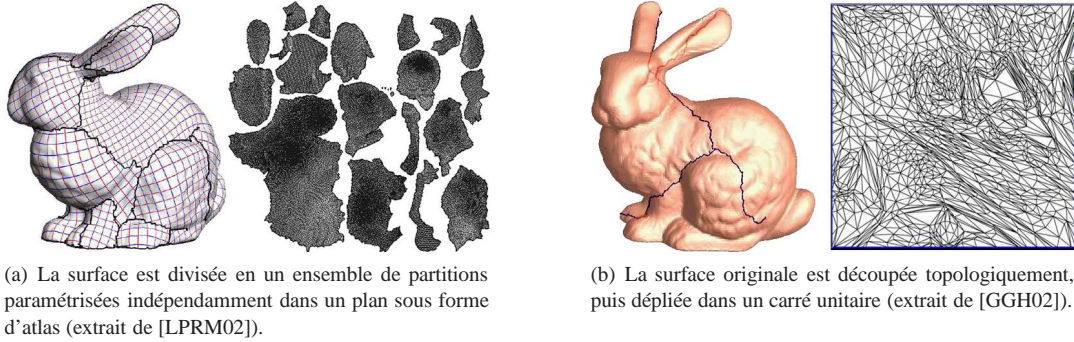 (a) La surface est divisée en un ensemble de partitions
paramétrisées indépendamment dans un plan sous forme
d'atlas (extrait de [LPRM02]).
(b) La surface originale est découpée topologiquement,
puis dépliée dans un carré unitaire (extrait de [GGH02]).